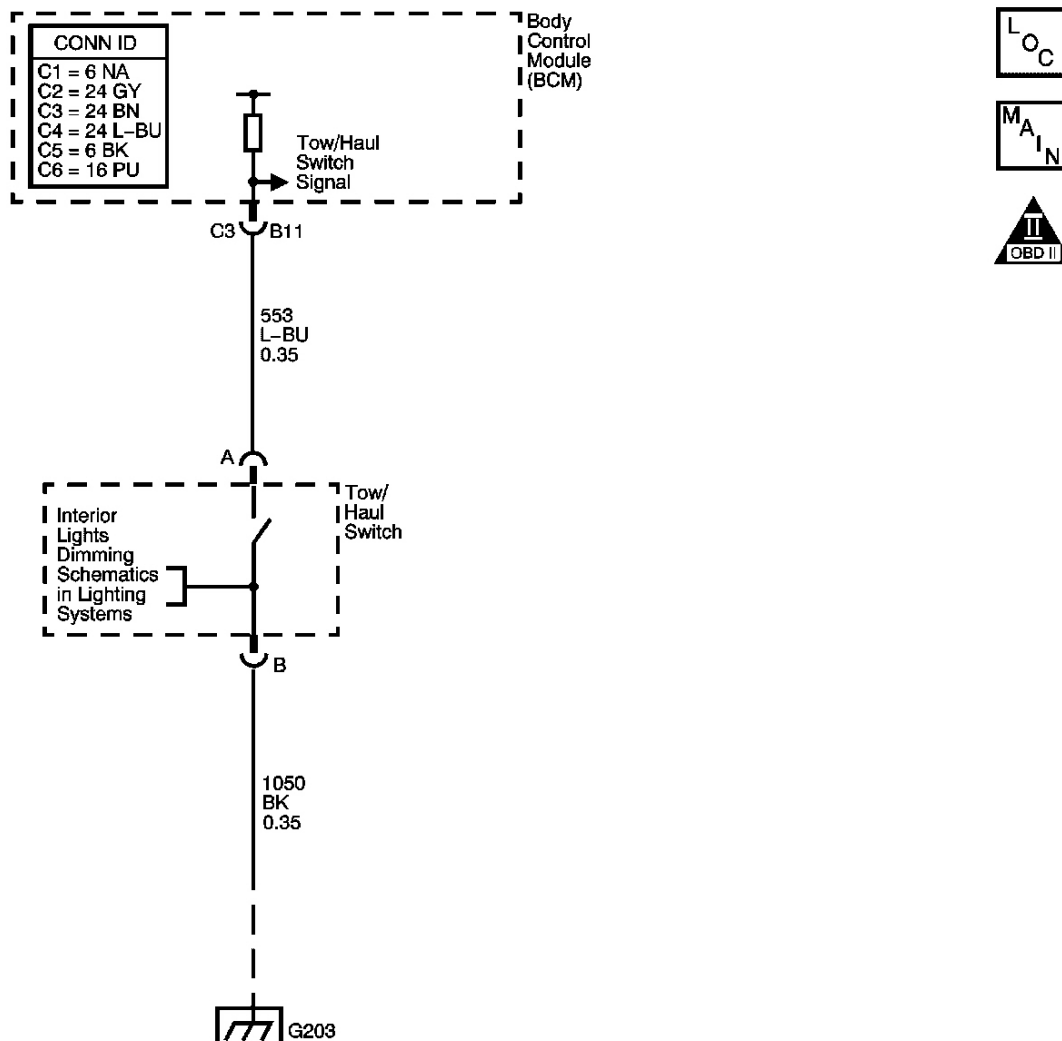 CONN ID
C1 = 6 NA
C2 = 24 GY
C3 = 24 BN
C4 = 24 L-BU
C5 = 6 BK
C6 = 16 PU
Body
Control
Module
(BCM)
Tow/Haul
Switch
Signal
LOC
MAIN
II
OBD II
C3 B11
553
L-BU
0.35
A
Tow/
Haul
Switch
Interior
Lights
Dimming
Schematics
in Lighting
Systems
B
1050
BK
0.35
G203